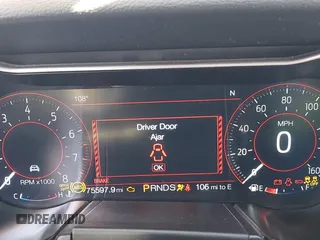 108°
N
Driver Door
Ajar
OK
MPH
0
RPM x1000
BRAKE
75597.9 mi
PRNDS
106 mi to E
E
F
DREAMBID